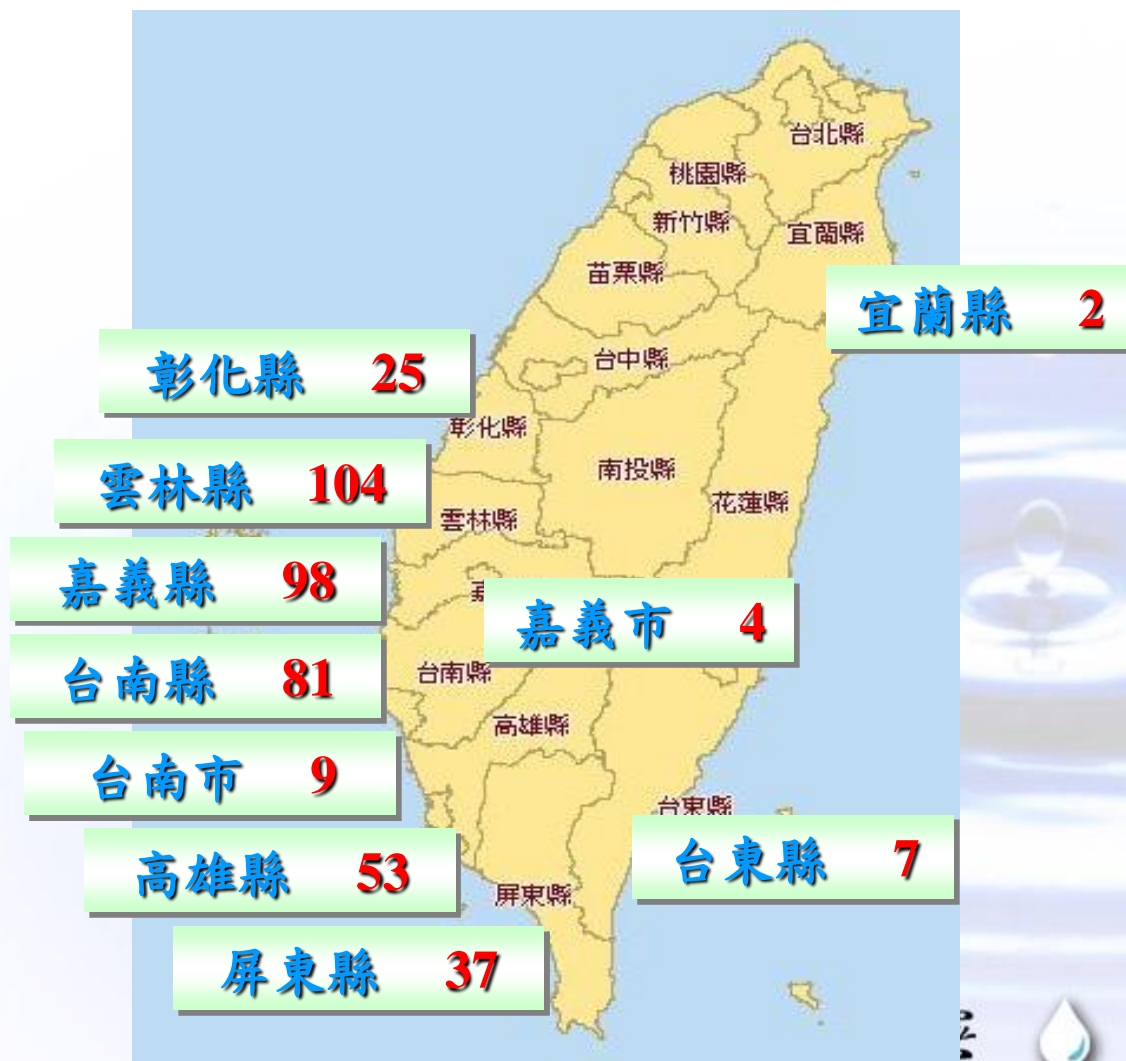 台北縣
桃園縣
新竹縣
宜蘭縣
苗栗縣
宜蘭縣 2
台中縣
彰化縣 25
彰化縣
南投縣
雲林縣 104
花蓮縣
雲林縣
嘉義縣 98
嘉義市 4
台南縣
台南縣 81
高雄縣
台南市 9
台東縣
高雄縣 53
台東縣 7
屏東縣
屏東縣 37